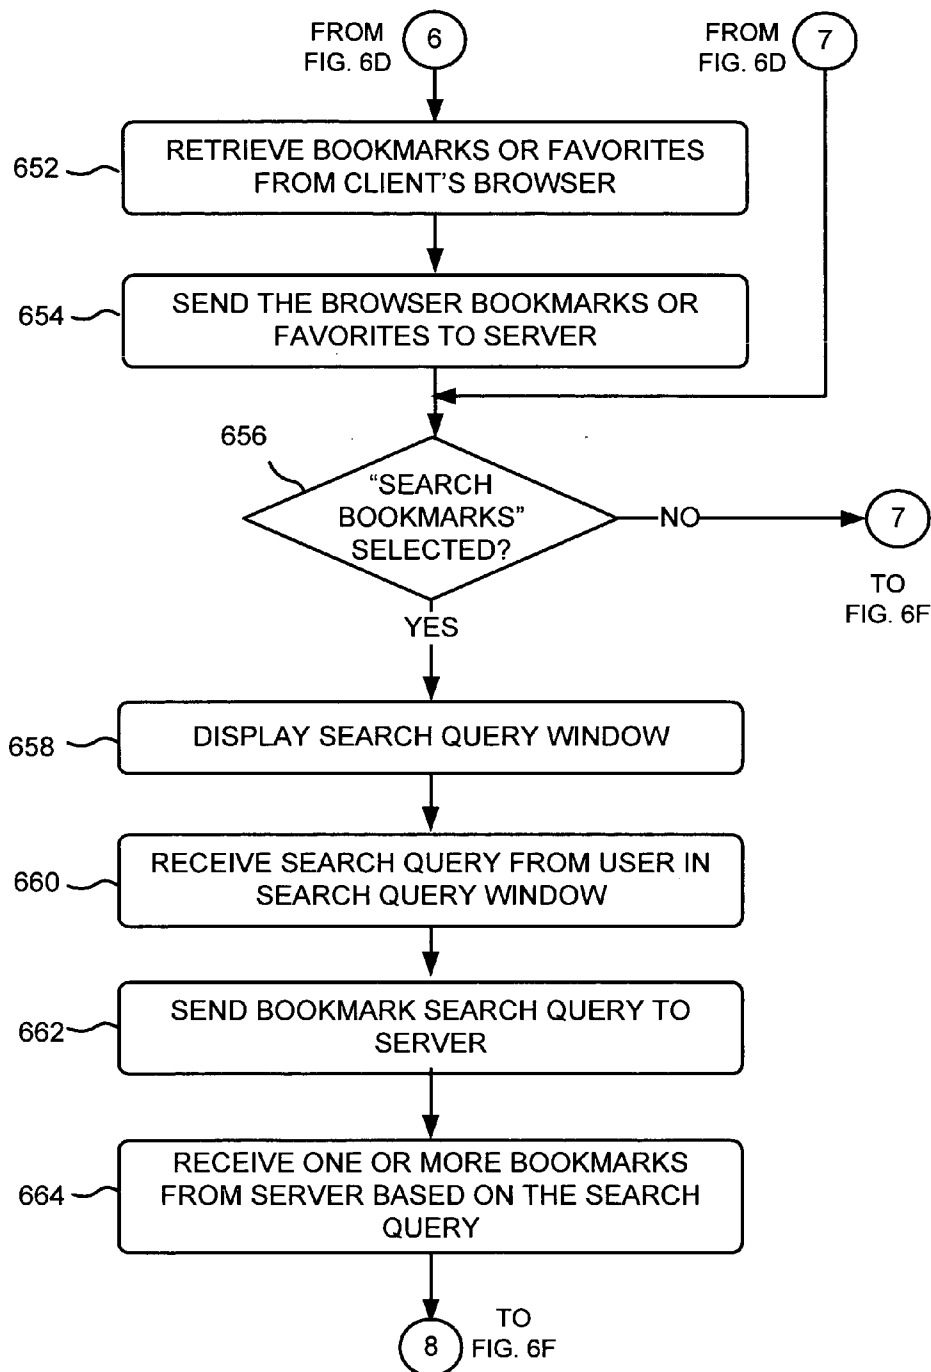 FROM
FIG. 6D
6
FROM
FIG. 6D
7
652
RETRIEVE BOOKMARKS OR FAVORITES
FROM CLIENT'S BROWSER
654
SEND THE BROWSER BOOKMARKS OR
FAVORITES TO SERVER
656
“SEARCH
BOOKMARKS”
SELECTED?
NO
7
TO
FIG. 6F
YES
658
DISPLAY SEARCH QUERY WINDOW
660
RECEIVE SEARCH QUERY FROM USER IN
SEARCH QUERY WINDOW
662
SEND BOOKMARK SEARCH QUERY TO
SERVER
664
RECEIVE ONE OR MORE BOOKMARKS
FROM SERVER BASED ON THE SEARCH
QUERY
8
TO
FIG. 6F